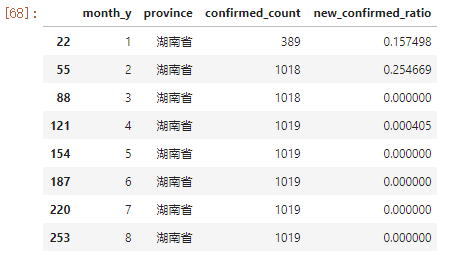 [68]:
month_y province confirmed_count new_confirmed_ratio
22 1 湖南省 389 0.157498
55 2 湖南省 1018 0.254669
88 3 湖南省 1018 0.000000
121 4 湖南省 1019 0.000405
154 5 湖南省 1019 0.000000
187 6 湖南省 1019 0.000000
220 7 湖南省 1019 0.000000
253 8 湖南省 1019 0.000000